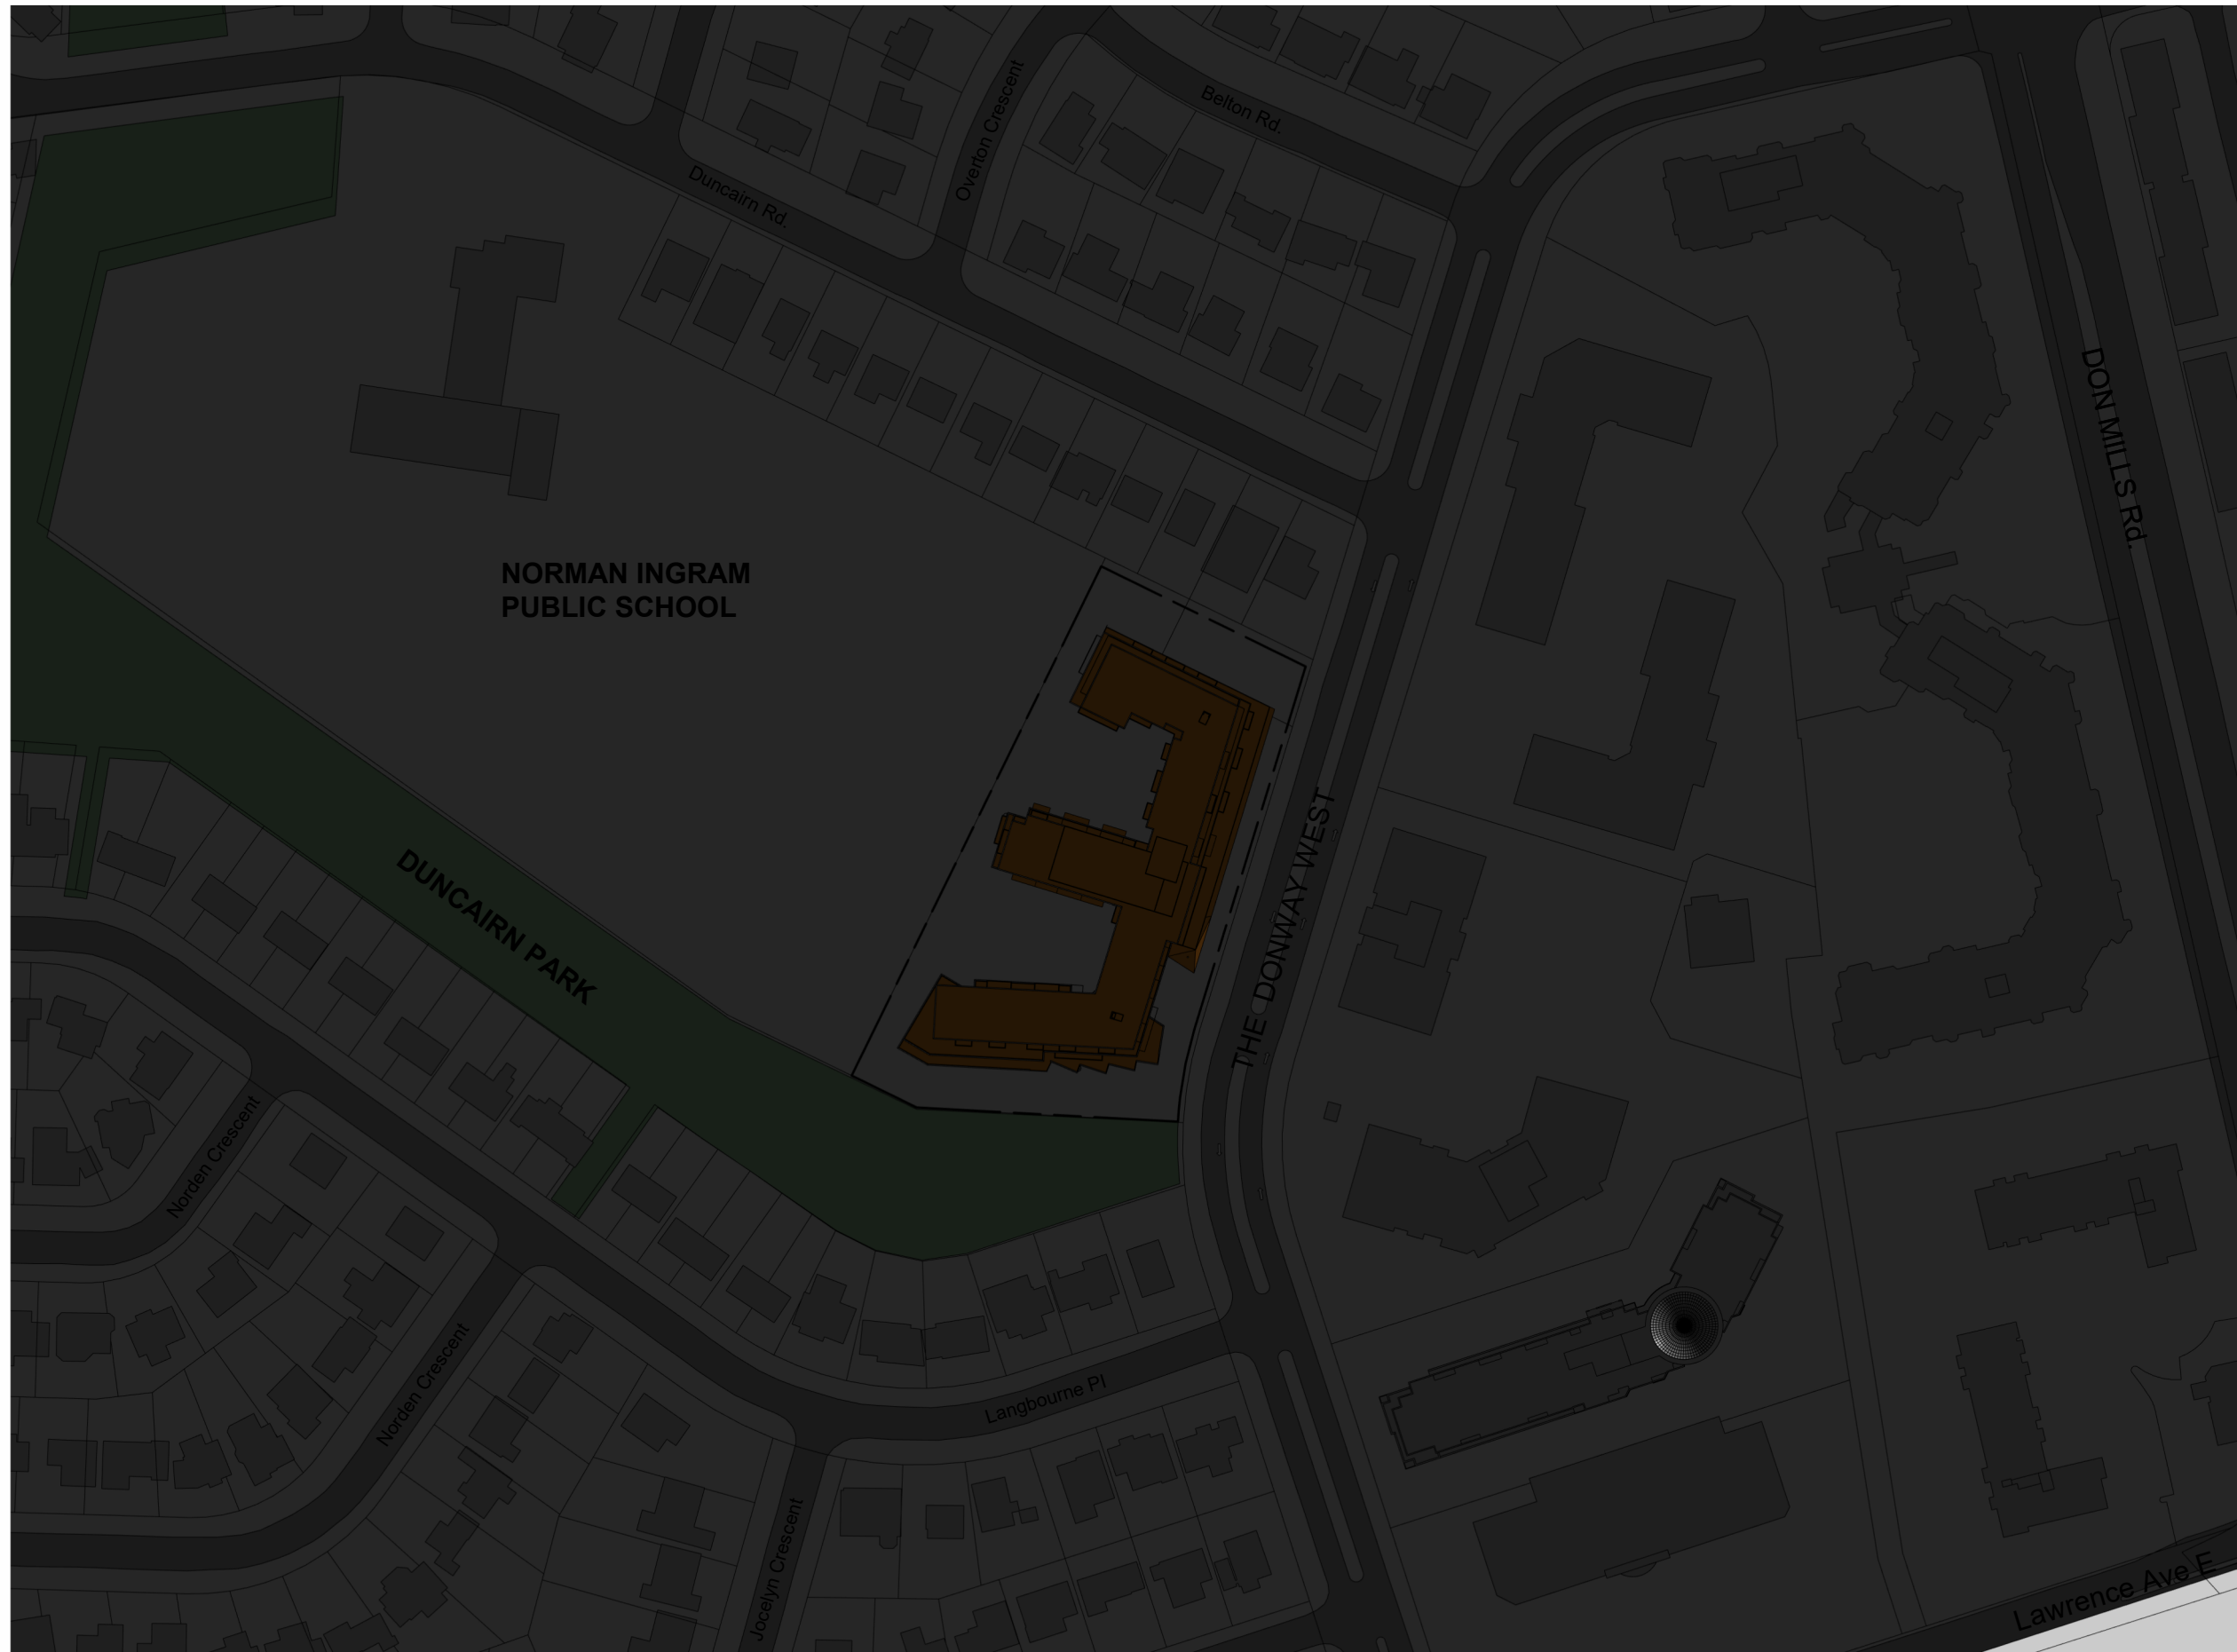 Belton Rd.
Overton Crescent
Duncairn Rd.
DON MILLS Rd.
NORMAN INGRAM
PUBLIC SCHOOL
THE DONWAY WEST
DUNCAIRN PARK
Norden Crescent
Norden Crescent
Langbourne Pl
Jocelyn Crescent
Lawrence Ave E